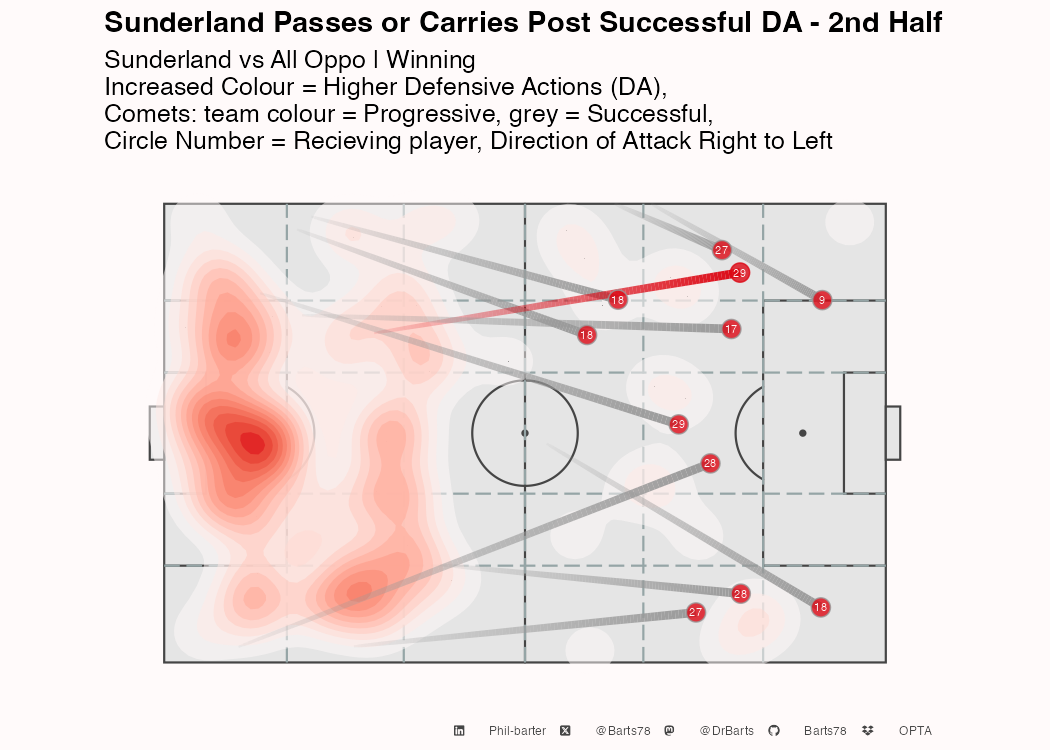 Sunderland Passes or Carries Post Successful DA - 2nd Half
Sunderland vs All Oppo | Winning
Increased Colour = Higher Defensive Actions (DA),
Comets: team colour = Progressive, grey = Successful,
Circle Number = Recieving player, Direction of Attack Right to Left
27
29
18
9
18
17
29
28
28
18
27
Phil-barter @Barts78 @DrBarts Barts78 OPTA